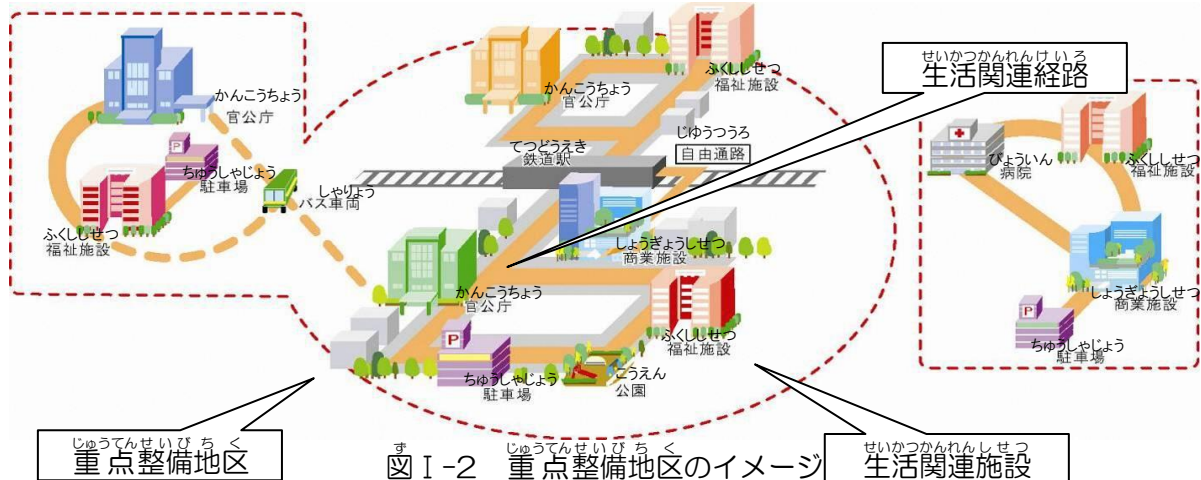 かんこうちょう
官公庁
ちゅうしゃじょう
駐車場
P
ふくししせつ
福祉施設
しゃりょう
バス車両
かんこうちょう
官公庁
ふくししせつ
福祉施設
てつどうえき
鉄道駅
じゆうつうろ
自由通路
しょうぎょうしせつ
商業施設
かんこうちょう
官公庁
ふくししせつ
福祉施設
P
ちゅうしゃじょう
駐車場
こうえん
公園
せいかつかんれんけいろ
生活関連経路
びょういん
病院
ふくししせつ
福祉施設
しょうぎょうしせつ
商業施設
P
ちゅうしゃじょう
駐車場
じゅうてんせいびちく
重点整備地区
ず じゅうてんせいびちく
図Ⅰ-2 重点整備地区のイメージ
せいかつかんれんしせつ
生活関連施設